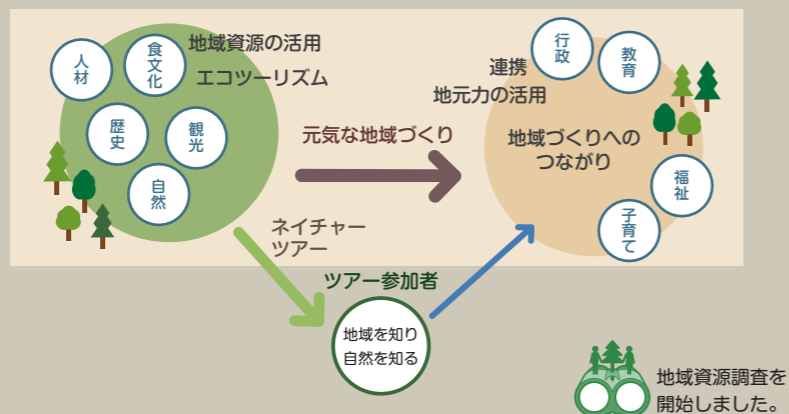 地域資源の活用
エコツーリズム
人材
食文化
歴史
観光
自然
元気な地域づくり
ネイチャー
ツアー
ツアー参加者
地域を知り
自然を知る
連携
地元力の活用
行政
教育
地域づくりへの
つながり
福祉
子育て
地域資源調査を
開始しました。